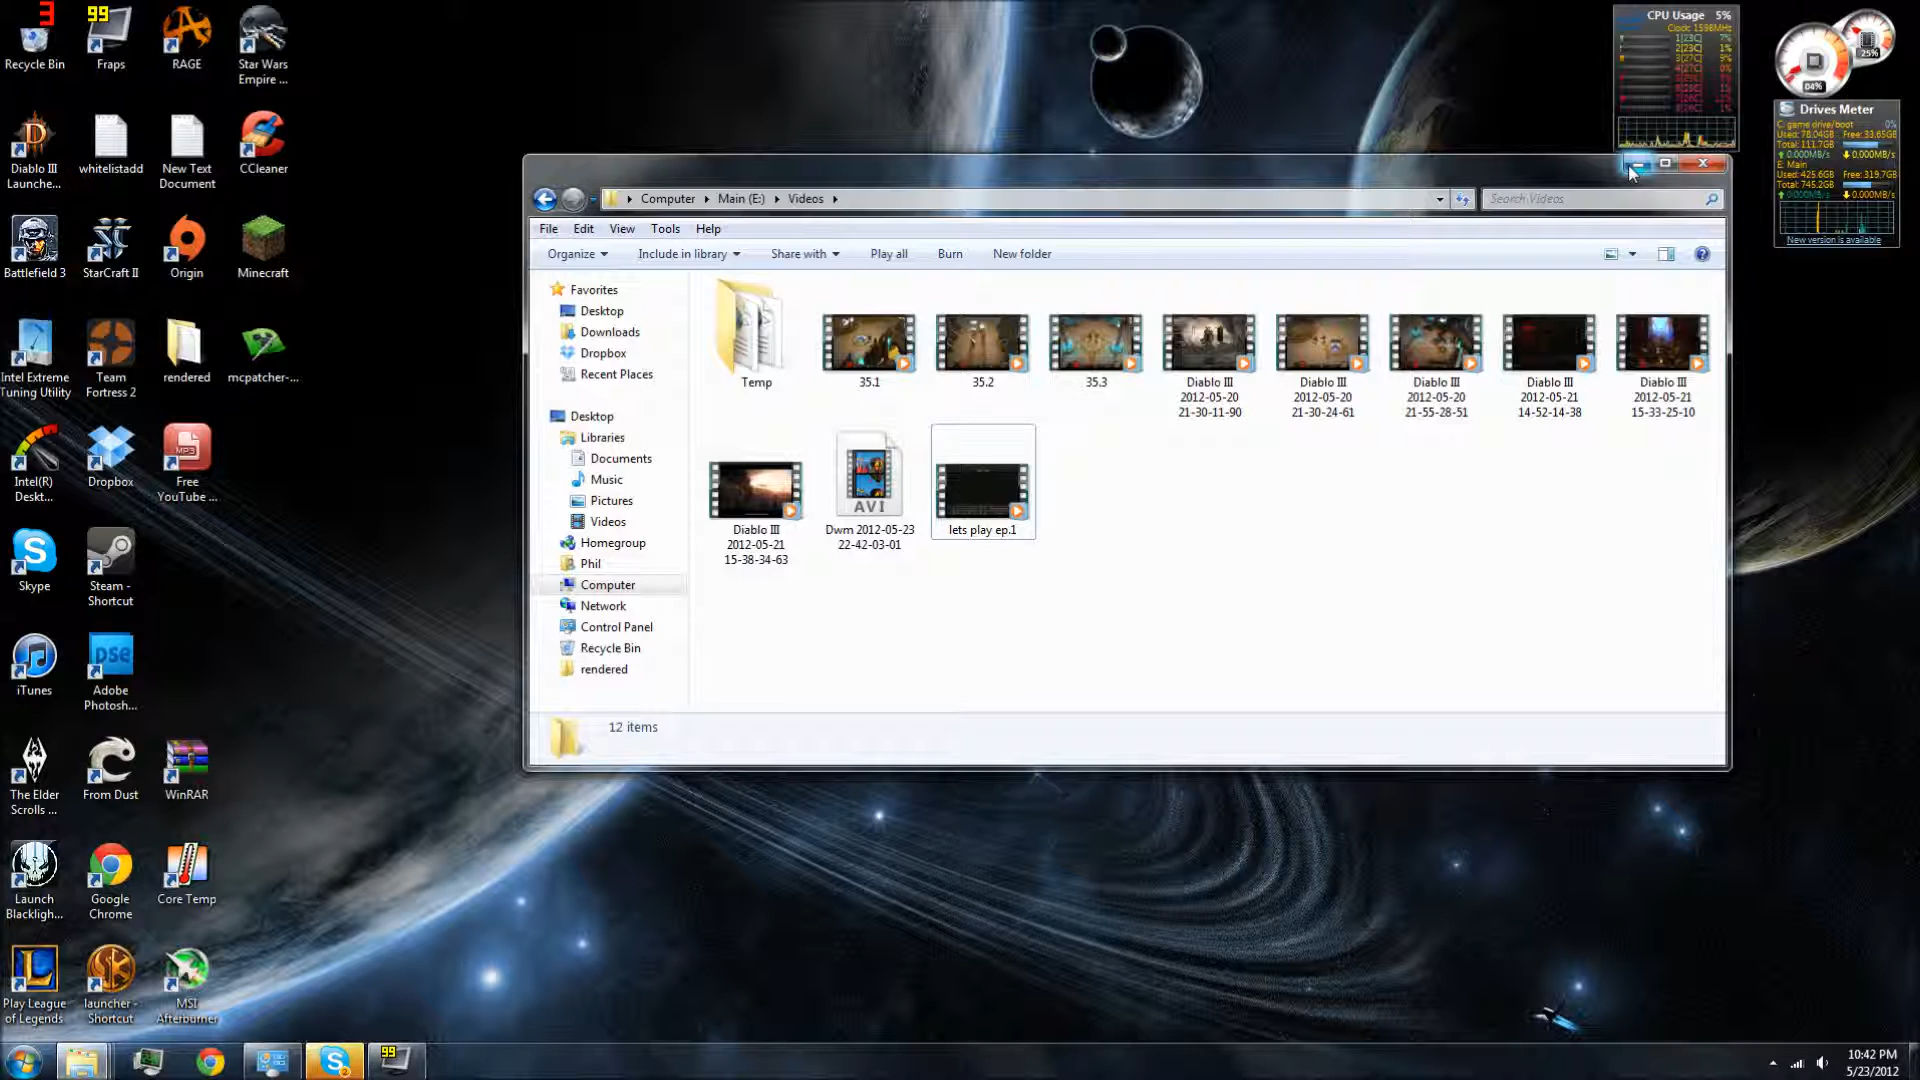 3
99
Recycle Bin
Fraps
RAGE
Star Wars
Empire ...
Diablo III
Launche...
whitelistadd
New Text
Document
CCleaner
Battlefield 3
StarCraft II
Origin
Minecraft
Intel Extreme
Tuning Utility
Team
Fortress 2
rendered
mcpatcher-...
Intel(R)
Deskt...
Dropbox
MP3
Free
YouTube ...
Skype
Steam -
Shortcut
iTunes
Adobe
Photosh...
The Elder
Scrolls ...
From Dust
WinRAR
Launch
Blackligh...
Google
Chrome
Core Temp
Play League
of Legends
launcher -
Shortcut
MSI
Afterburner
Computer
Main (E:)
Videos
Search Videos
File
Edit
View
Tools
Help
Organize
Include in library
Share with
Play all
Burn
New folder
Favorites
Desktop
Downloads
Dropbox
Recent Places
Desktop
Libraries
Documents
Music
Pictures
Videos
Homegroup
Phil
Computer
Network
Control Panel
Recycle Bin
rendered
Temp
35.1
35.2
35.3
Diablo III
2012-05-20
21-30-11-90
Diablo III
2012-05-20
21-30-24-61
Diablo III
2012-05-20
21-55-28-51
Diablo III
2012-05-21
14-52-14-38
Diablo III
2012-05-21
15-33-25-10
Diablo III
2012-05-21
15-38-34-63
AVI
Dwm 2012-05-23
22-42-03-01
lets play ep.1
12 items
CPU Usage 5%
Clock: 1596MHz
04%
25%
Drives Meter
C: game drive/boot 0%
Used: 78.04GB Free: 33.65GB
Total: 111.7GB
0.000MB/s 0.000MB/s
E: Main
Used: 425.6GB Free: 319.7GB
Total: 745.2GB
0.000MB/s 0.000MB/s
New version is available
99
10:42 PM
5/23/2012